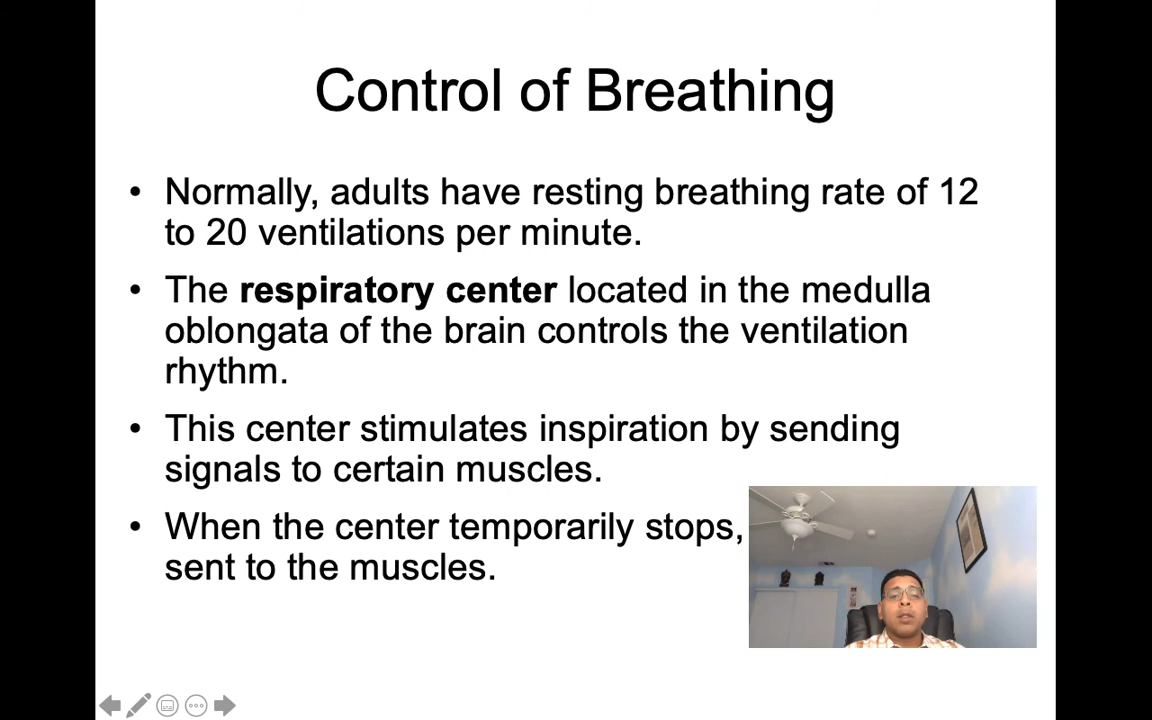 Control of Breathing
• Normally, adults have resting breathing rate of 12
to 20 ventilations per minute.
• The respiratory center located in the medulla
oblongata of the brain controls the ventilation
rhythm.
• This center stimulates inspiration by sending
signals to certain muscles.
• When the center temporarily stops,
sent to the muscles.